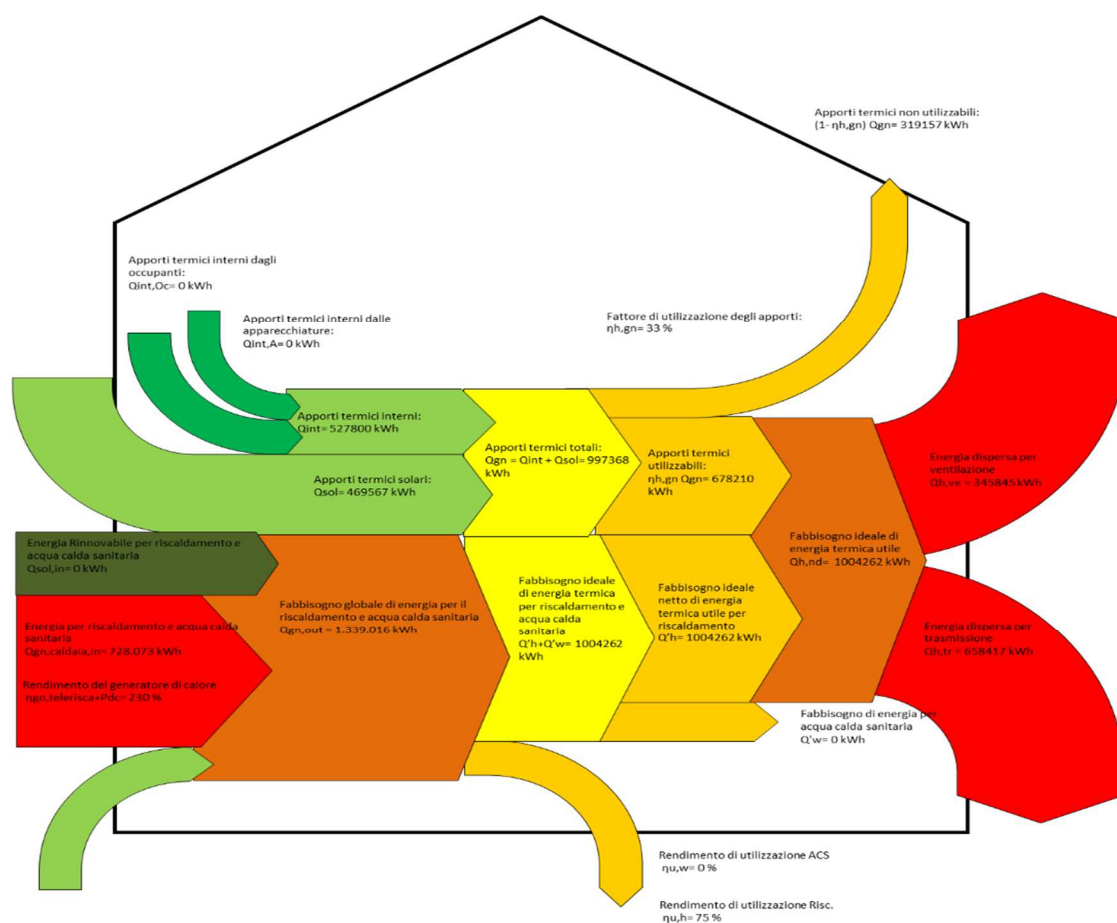 Apporti termici non utilizzabili:
(1- ηh,gn) Qgn= 319157 kWh
Apporti termici interni dagli
occupanti:
Qint,Oc= 0 kWh
Apporti termici interni dalle
apparecchiature:
Qint,A= 0 kWh
Fattore di utilizzazione degli apporti:
ηh,gn= 33 %
Apporti termici interni:
Qint= 527800 kWh
Apporti termici solari:
Qsol= 469567 kWh
Apporti termici totali:
Qgn = Qint + Qsol= 997368
kWh
Apporti termici
utilizzabili:
ηh,gn Qgn= 678210
kWh
Energia dispersa per
ventilazione
Qh,ve = 345845 kWh
Energia Rinnovabile per riscaldamento e
acqua calda sanitaria
Qsol,in= 0 kWh
Energia per riscaldamento e acqua calda
sanitaria
Qgn,caldaia,in= 728.073 kWh
Rendimento del generatore di calore
ηgn,telerisca+Pdc= 230 %
Fabbisogno globale di energia per il
riscaldamento e acqua calda sanitaria
Qgn,out = 1.339.016 kWh
Fabbisogno ideale
di energia termica
per riscaldamento e
acqua calda
sanitaria
Q'h+Q'w= 1004262
kWh
Fabbisogno ideale
netto di energia
termica utile per
riscaldamento
Q'h= 1004262 kWh
Fabbisogno ideale di
energia termica utile
Qh,nd= 1004262 kWh
Energia dispersa per
trasmissione
Qh,tr = 658417 kWh
Fabbisogno di energia per
acqua calda sanitaria
Q'w= 0 kWh
Rendimento di utilizzazione ACS
ηu,w= 0 %
Rendimento di utilizzazione Risc.
ηu,h= 75 %